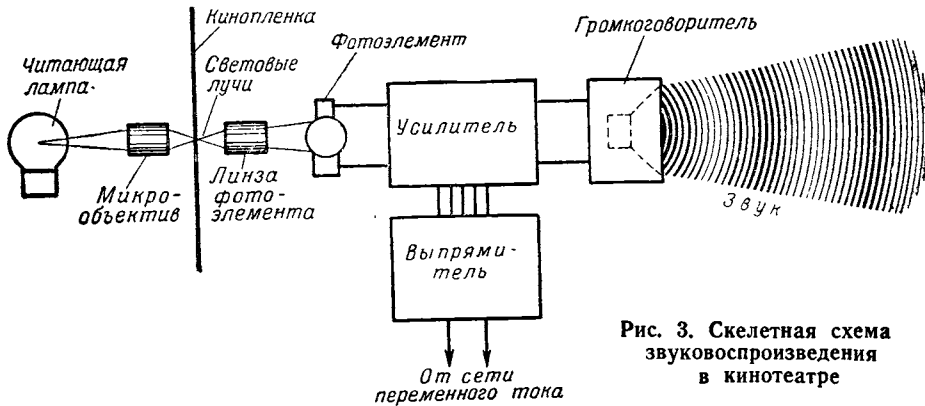 Кинопленка
Громкоговоритель
Фотоэлемент
Читающая
лампа.
Световые
лучи
Усилитель
Микро-
объектив
Линза
фото-
элемента
Звук
Выпрями-
тель
От сети
переменного тока
Рис. 3. Скелетная схема
звуковоспроизведения
в кинотеатре